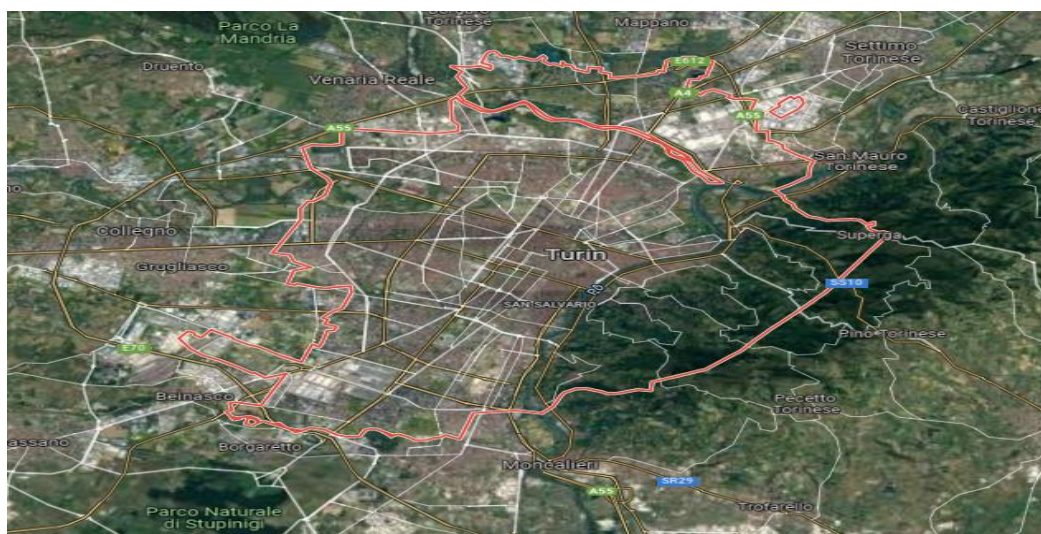 Parco La
Mandria
Torinese
Mappano
Settimo
Torinese
Druento
Venaria Reale
E612
A4
A55
A55
Castiglione
Torinese
San Mauro
Torinese
Collegno
Superga
Grugliasco
Turin
SS10
SAN SALVARIO
Po
Pino Torinese
E70
Beinasco
Pecetto
Torinese
Borgaretto
Moncalieri
SR29
A55
Trofarello
Parco Naturale
di Stupinigi